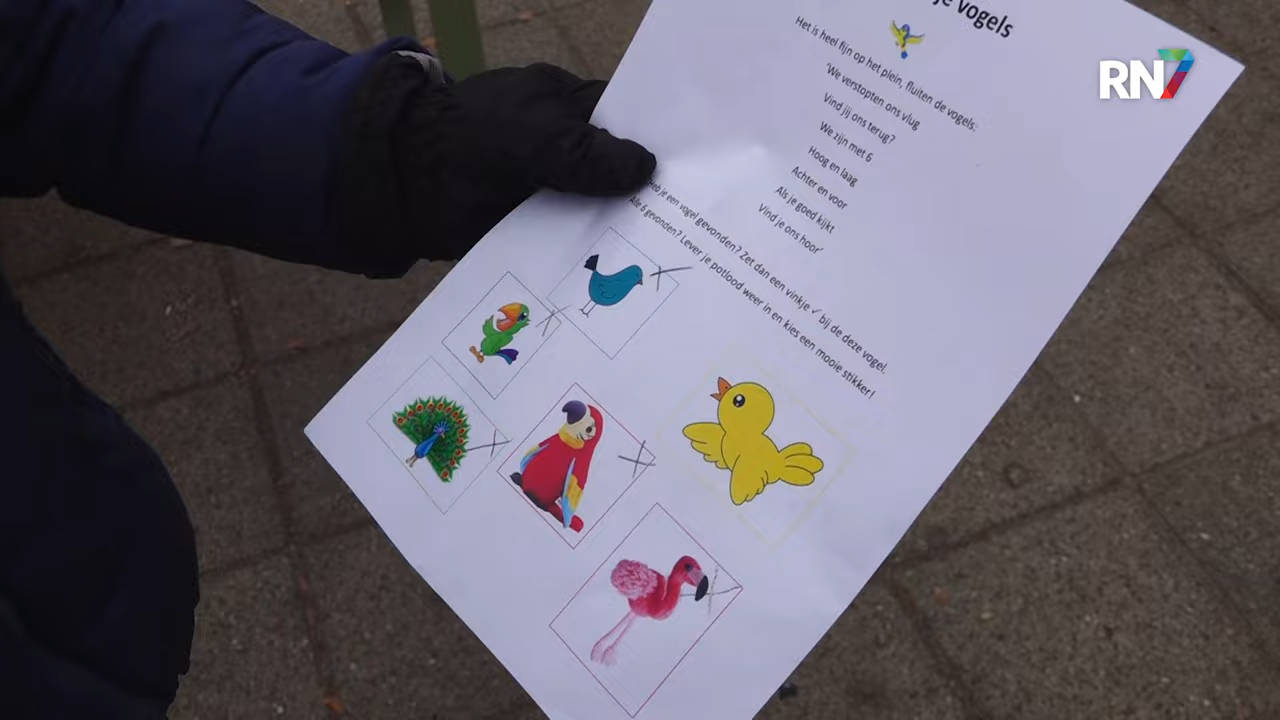 je vogels
RN7
Het is heel fijn op het plein, fluiten de vogels:
'We verstopten ons vlug
Vind jij ons terug?
We zijn met 6
Hoog en laag
Achter en voor
Als je goed kijkt
Vind je ons hoor'
Heb je een vogel gevonden? Zet dan een vinkje ✓ bij de deze vogel.
Alle 6 gevonden? Lever je potlood weer in en kies een mooie stikker!